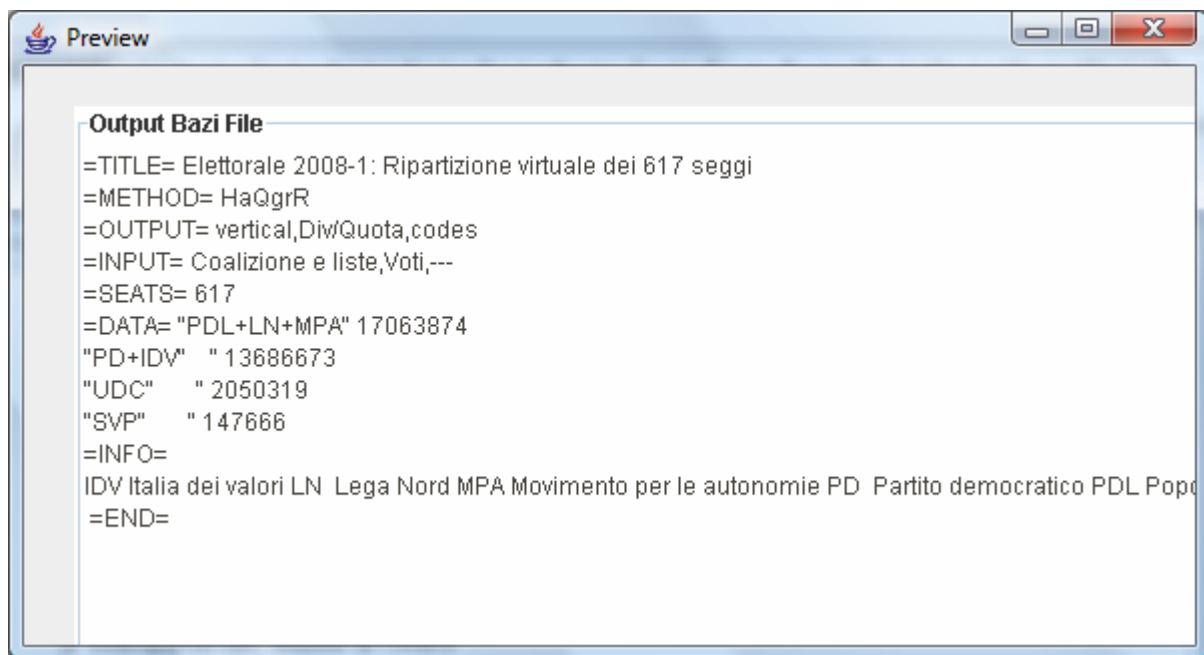 Preview
Output Bazi File
=TITLE= Elettorale 2008-1: Ripartizione virtuale dei 617 seggi
=METHOD= HaQgrR
=OUTPUT= vertical,Div/Quota,codes
=INPUT= Coalizione e liste,Voti,---
=SEATS= 617
=DATA= "PDL+LN+MPA" 17063874
"PD+IDV"   " 13686673
"UDC"      " 2050319
"SVP"      " 147666
=INFO=
IDV Italia dei valori LN  Lega Nord MPA Movimento per le autonomie PD  Partito democratico PDL
=END=